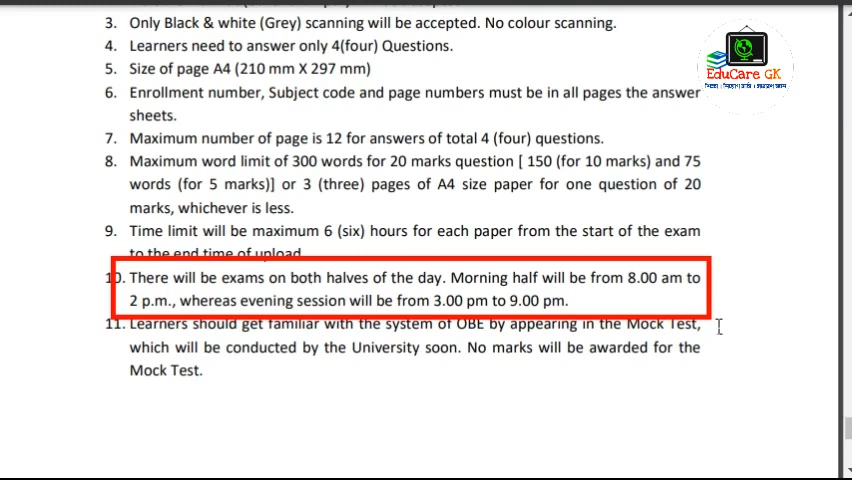 3. Only Black & white (Grey) scanning will be accepted. No colour scanning.
4. Learners need to answer only 4(four) Questions.
5. Size of page A4 (210 mm X 297 mm)
6. Enrollment number, Subject code and page numbers must be in all pages the answer
sheets.
7. Maximum number of page is 12 for answers of total 4 (four) questions.
8. Maximum word limit of 300 words for 20 marks question [ 150 (for 10 marks) and 75
words (for 5 marks)] or 3 (three) pages of A4 size paper for one question of 20
marks, whichever is less.
9. Time limit will be maximum 6 (six) hours for each paper from the start of the exam
to the end time of upload
10. There will be exams on both halves of the day. Morning half will be from 8.00 am to
2 p.m., whereas evening session will be from 3.00 pm to 9.00 pm.
11. Learners should get familiar with the system of OBE by appearing in the Mock Test,
which will be conducted by the University soon. No marks will be awarded for the
Mock Test.
EduCare GK